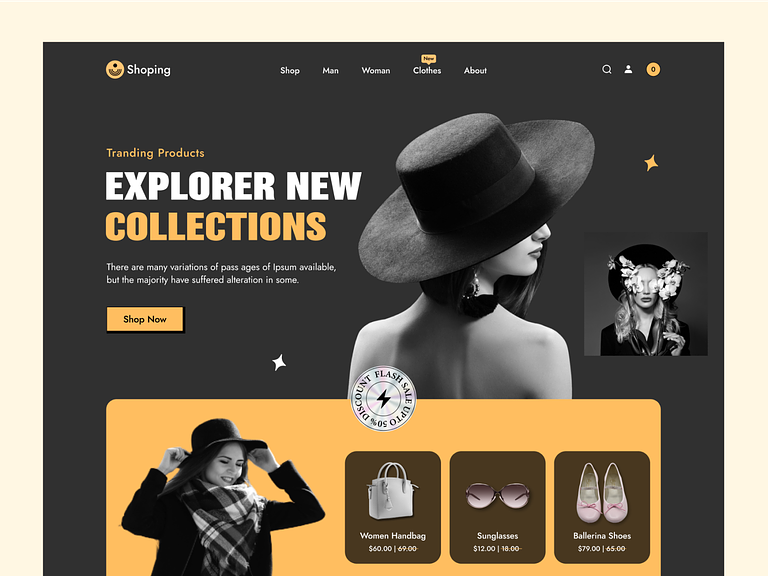 Shoping
Shop
Man
Woman
New
Clothes
About
0
Tranding Products
EXPLORER NEW
COLLECTIONS
There are many variations of pass ages of Ipsum available,
but the majority have suffered alteration in some.
Shop Now
FLASH SALE UPTO 50% DISCOUNT
Women Handbag
$60.00 | 69.00
Sunglasses
$12.00 | 18.00
Ballerina Shoes
$79.00 | 65.00